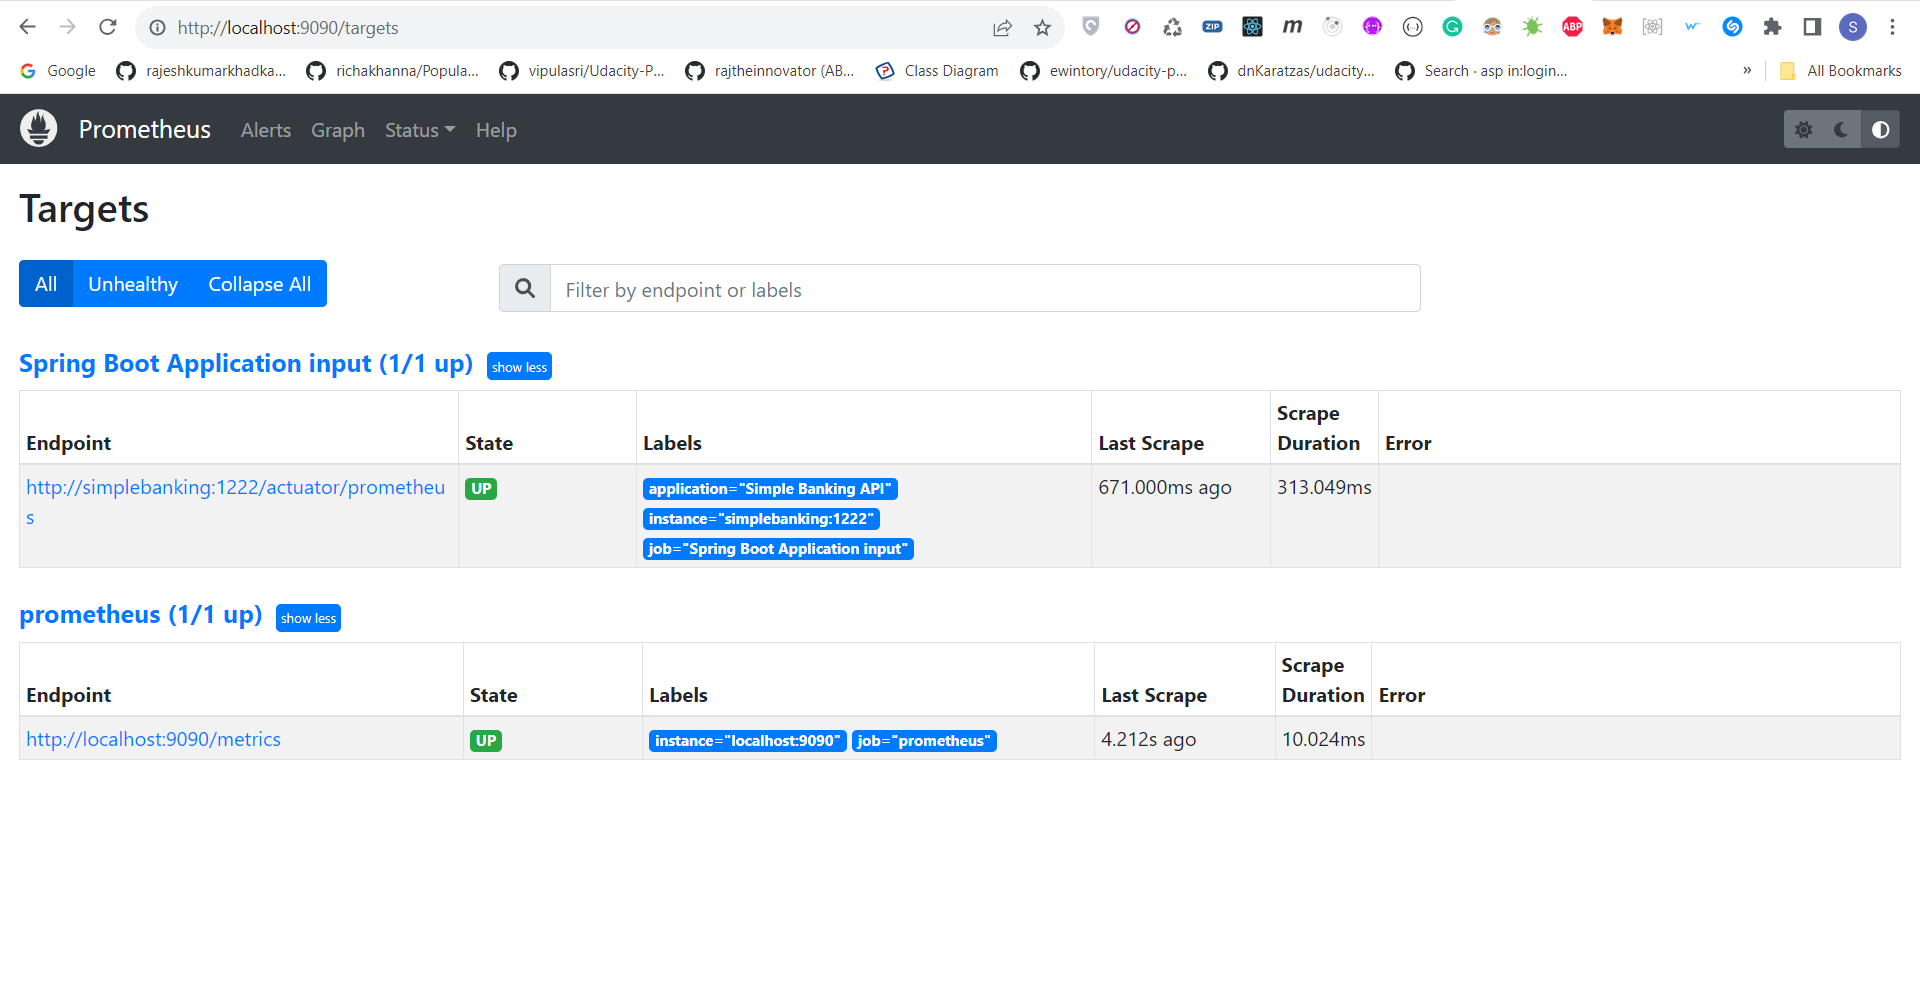 http://localhost:9090/targets
ZIP
m
ABP
S
Google
rajeshkumarkhadka...
richakhanna/Popula...
vipulasri/Udacity-P...
rajtheinnovator (AB...
Class Diagram
ewintory/udacity-p...
dnKaratzas/udacity...
Search · asp in:login...
»
All Bookmarks
Prometheus
Alerts
Graph
Status
Help
Targets
All
Unhealthy
Collapse All
Filter by endpoint or labels
Spring Boot Application input (1/1 up)
show less
Endpoint
State
Labels
Last Scrape
Scrape
Duration
Error
http://simplebanking:1222/actuator/prometheu
s
UP
application="Simple Banking API"
instance="simplebanking:1222"
job="Spring Boot Application input"
671.000ms ago
313.049ms
prometheus (1/1 up)
show less
Endpoint
State
Labels
Last Scrape
Scrape
Duration
Error
http://localhost:9090/metrics
UP
instance="localhost:9090"
job="prometheus"
4.212s ago
10.024ms